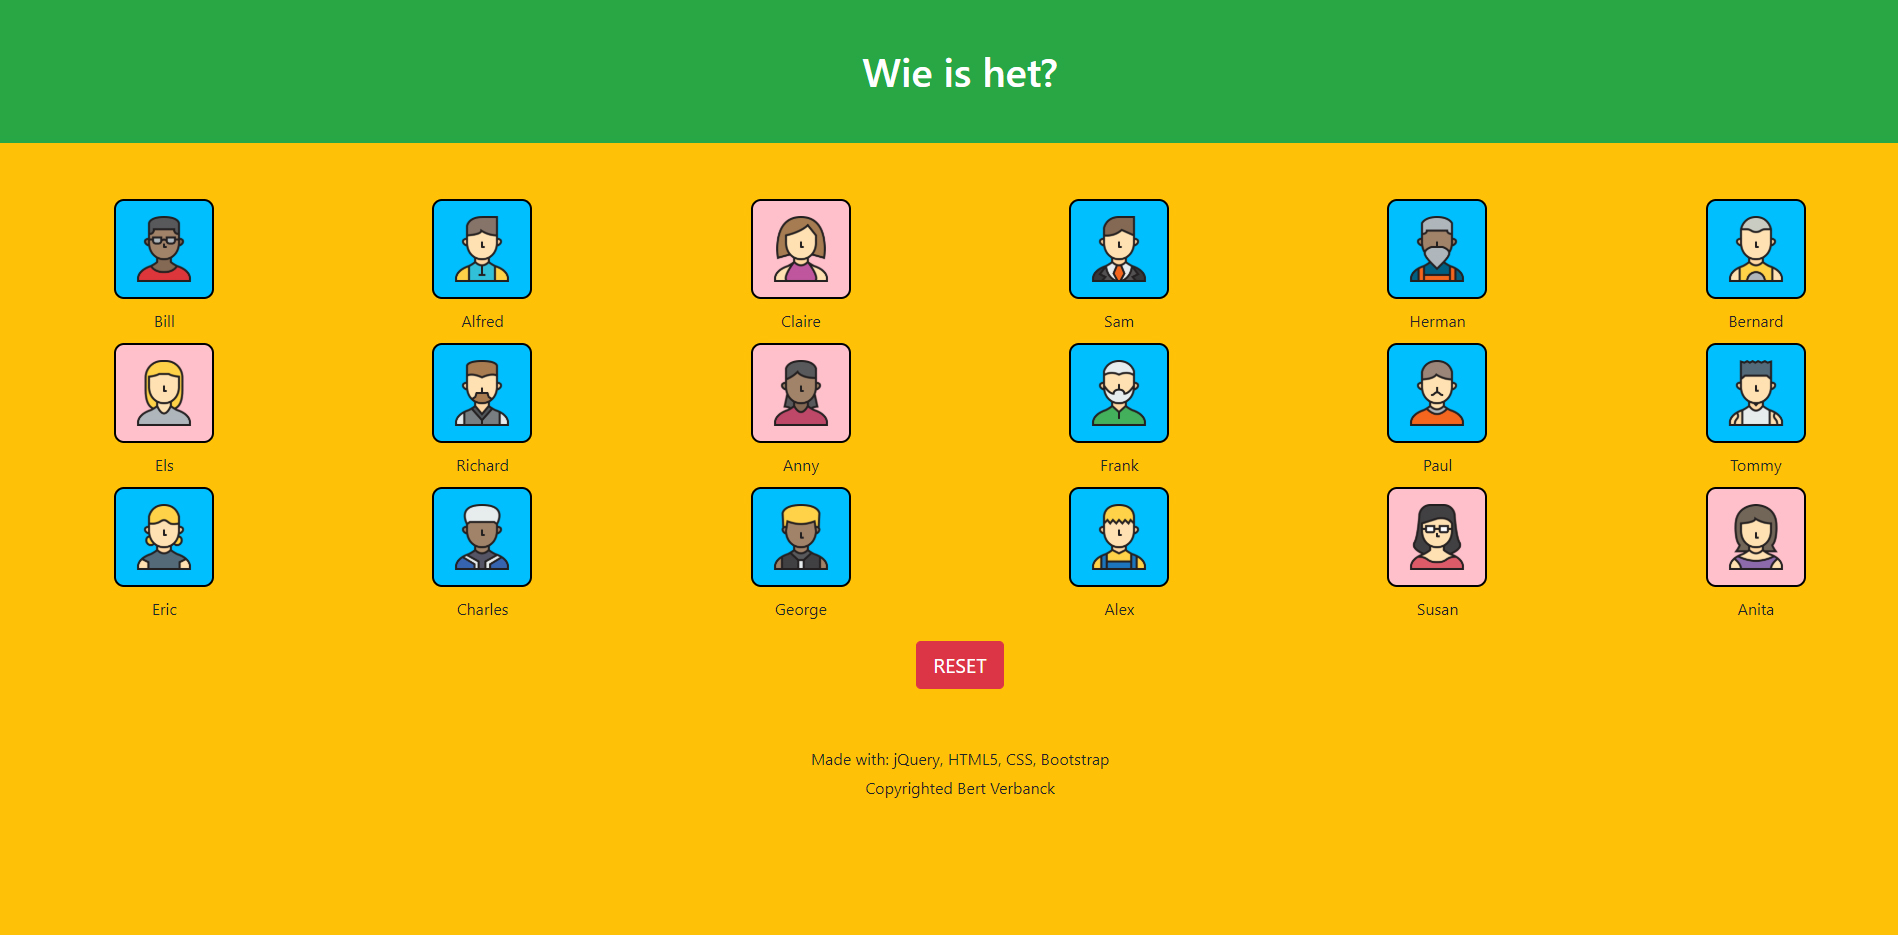 Wie is het?
Bill Alfred Claire Sam Herman Bernard
Els Richard Anny Frank Paul Tommy
Eric Charles George Alex Susan Anita
RESET
Made with: jQuery, HTML5, CSS, Bootstrap
Copyrighted Bert Verbanck